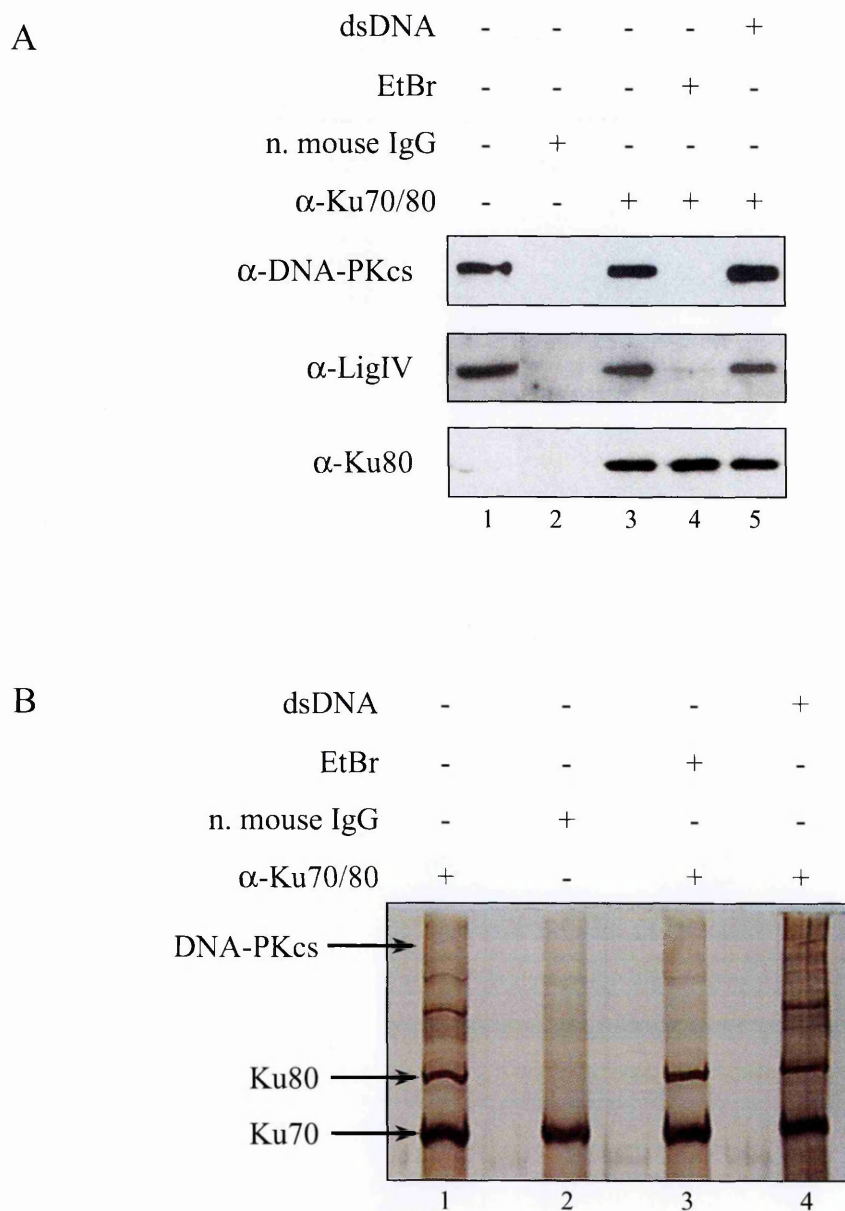 A
dsDNA - - - - +
EtBr - - - + -
n. mouse IgG - + - - -
α-Ku70/80 - - + + +
α-DNA-PKcs
α-LigIV
α-Ku80
1 2 3 4 5
B
dsDNA - - - +
EtBr - - + -
n. mouse IgG - + - -
α-Ku70/80 + - + +
DNA-PKcs
Ku80
Ku70
1 2 3 4